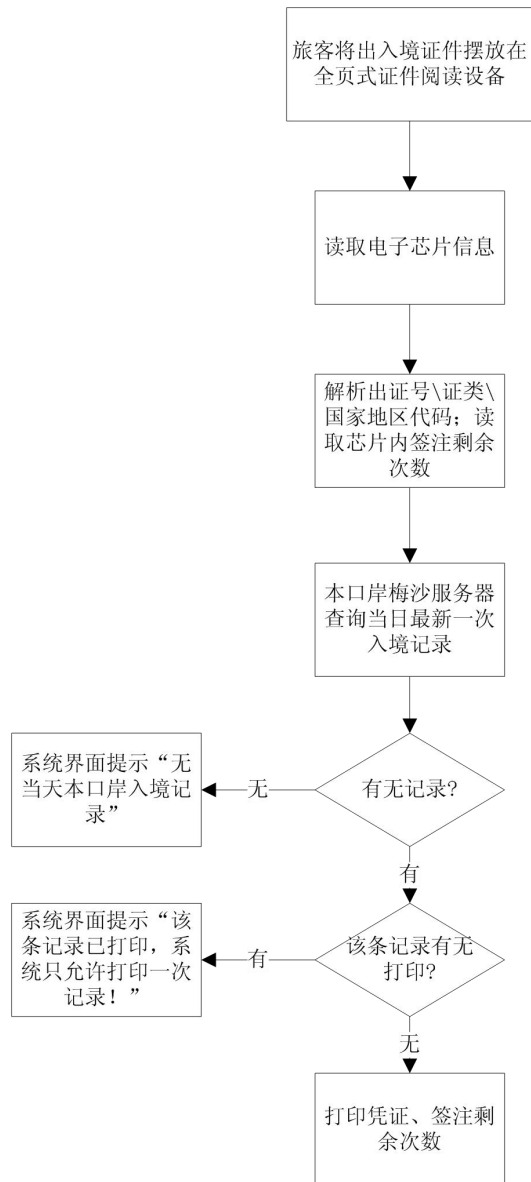 旅客将出入境证件摆放在
全页式证件阅读设备
读取电子芯片信息
解析出证号\证类\
国家地区代码；读
取芯片内签注剩余
次数
本口岸梅沙服务器
查询当日最新一次
入境记录
有无记录?
无
系统界面提示“无
当天本口岸入境记
录”
有
该条记录有无
打印?
有
系统界面提示“该
条记录已打印，系
统只允许打印一次
记录！”
无
打印凭证、签注剩
余次数